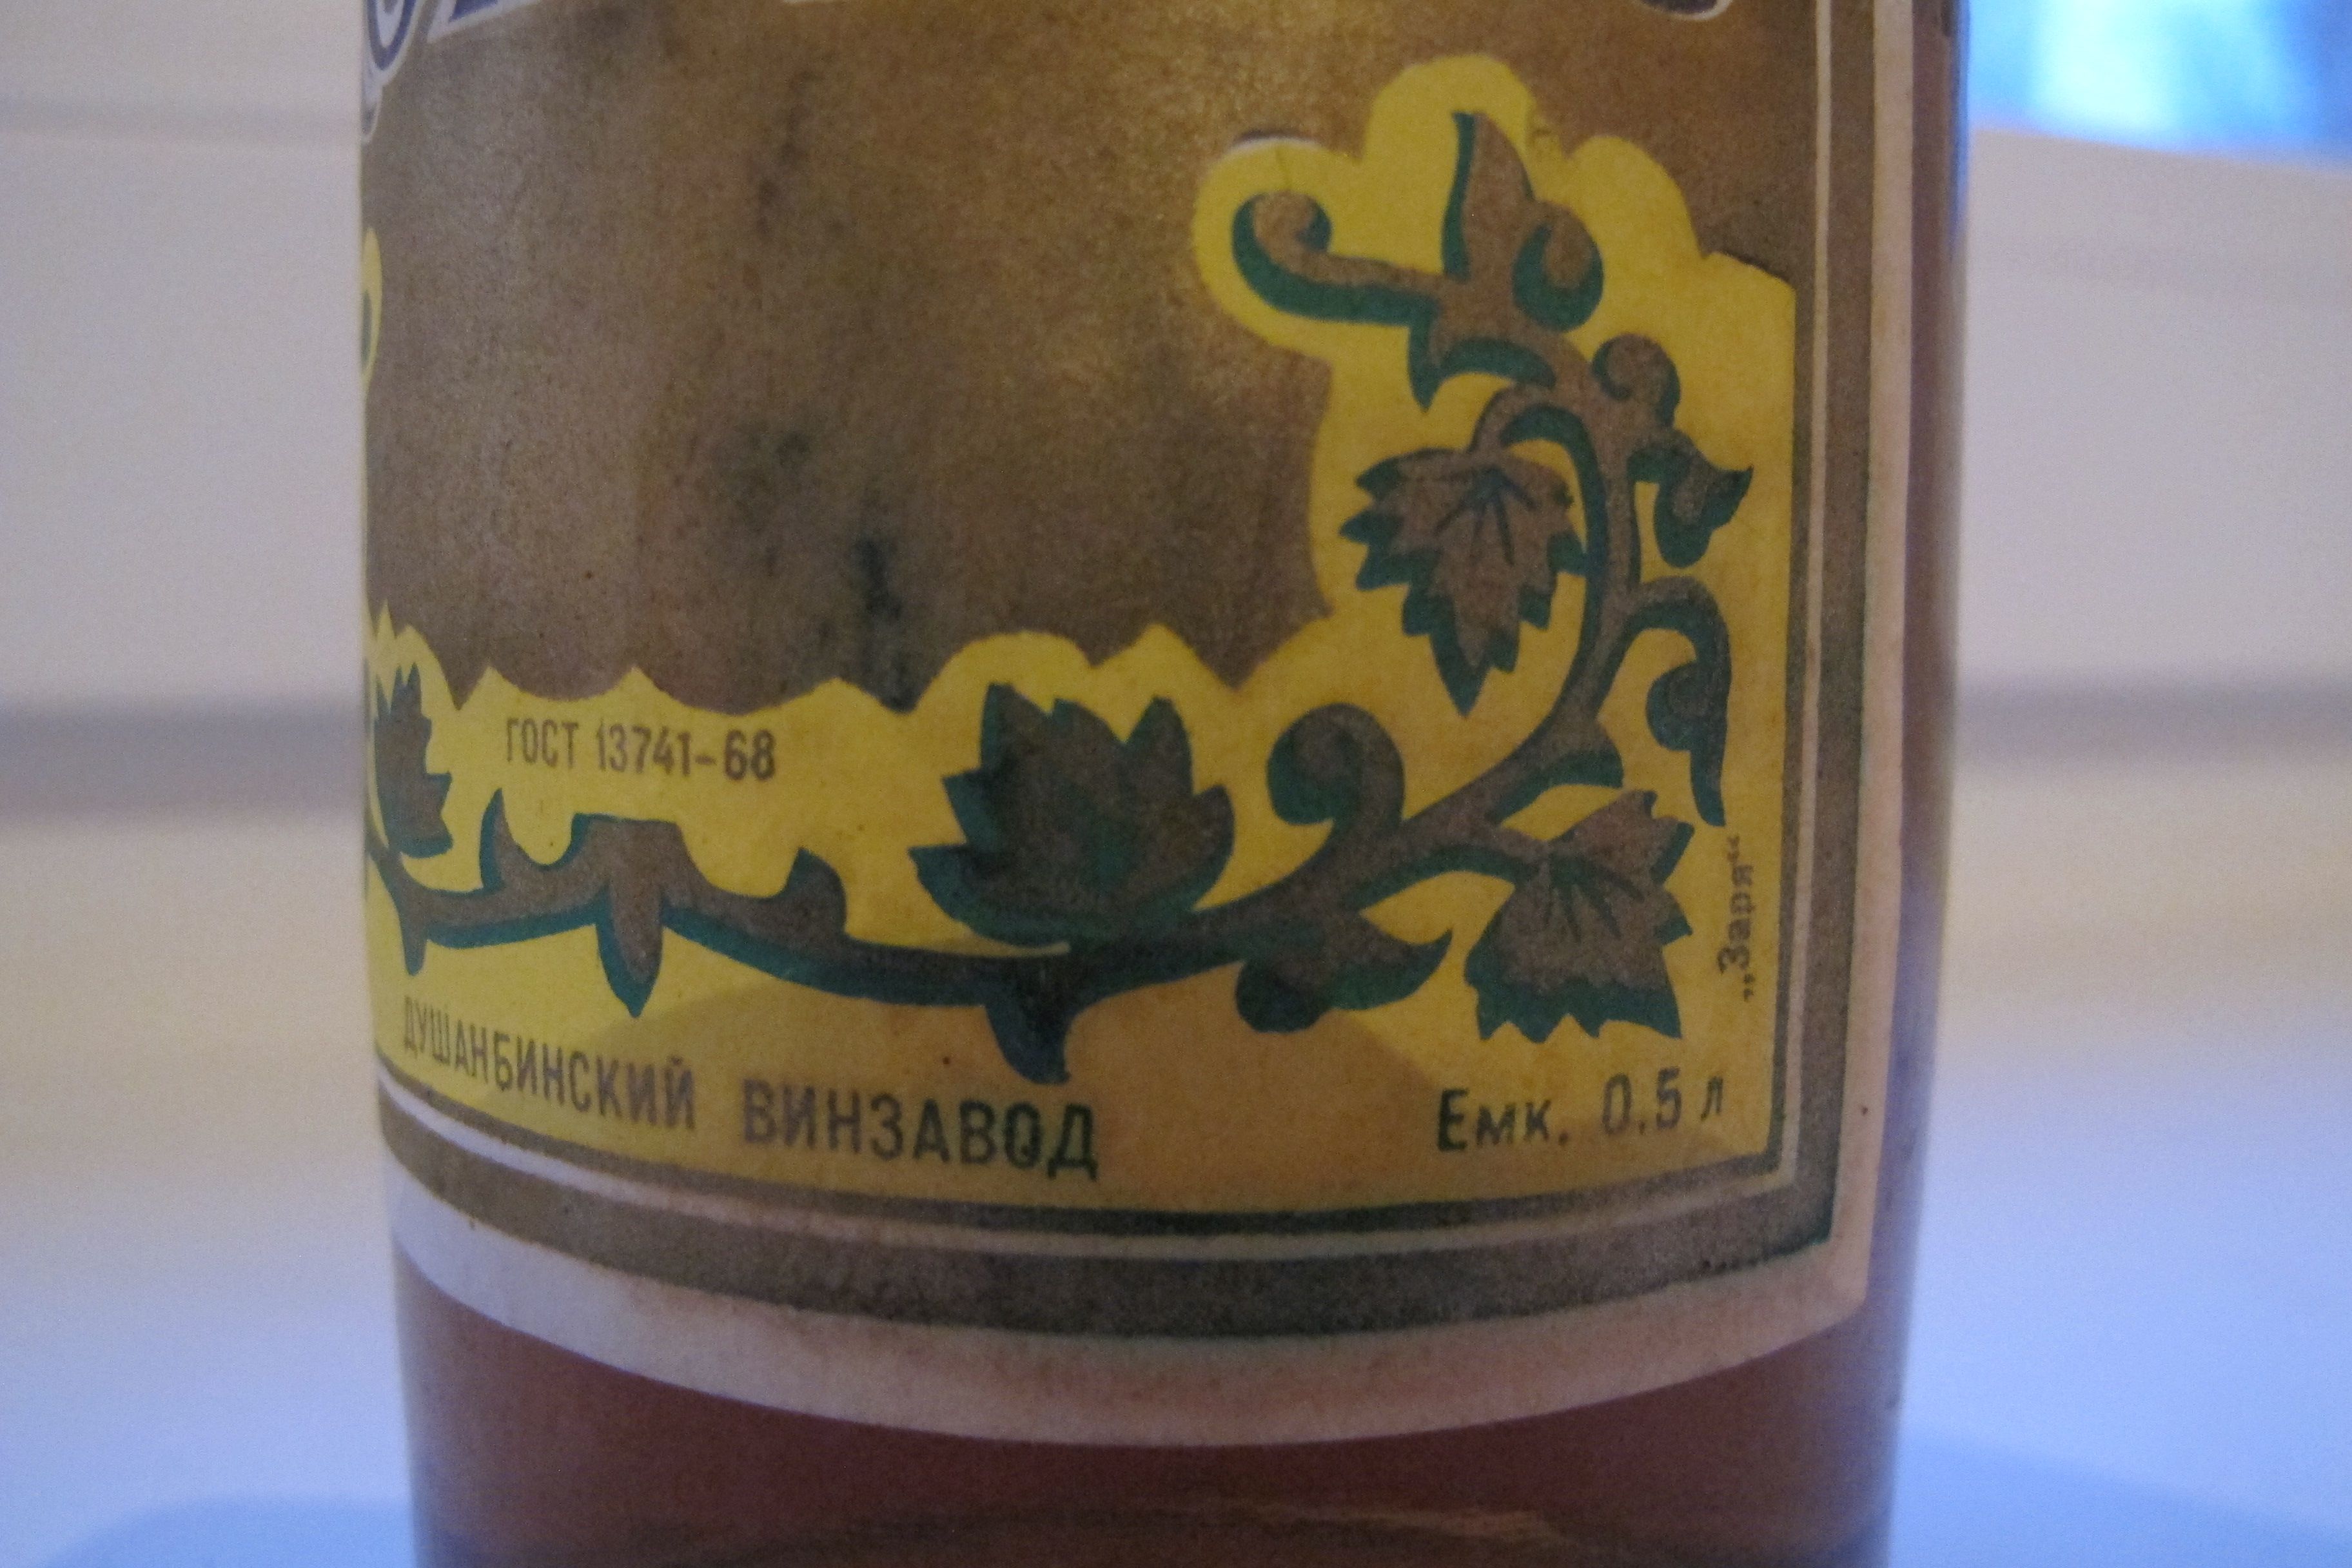 ГОСТ 13741-68
„Заря“
ДУШАНБИНСКИЙ ВИНЗАВОД
Емк. 0.5 л